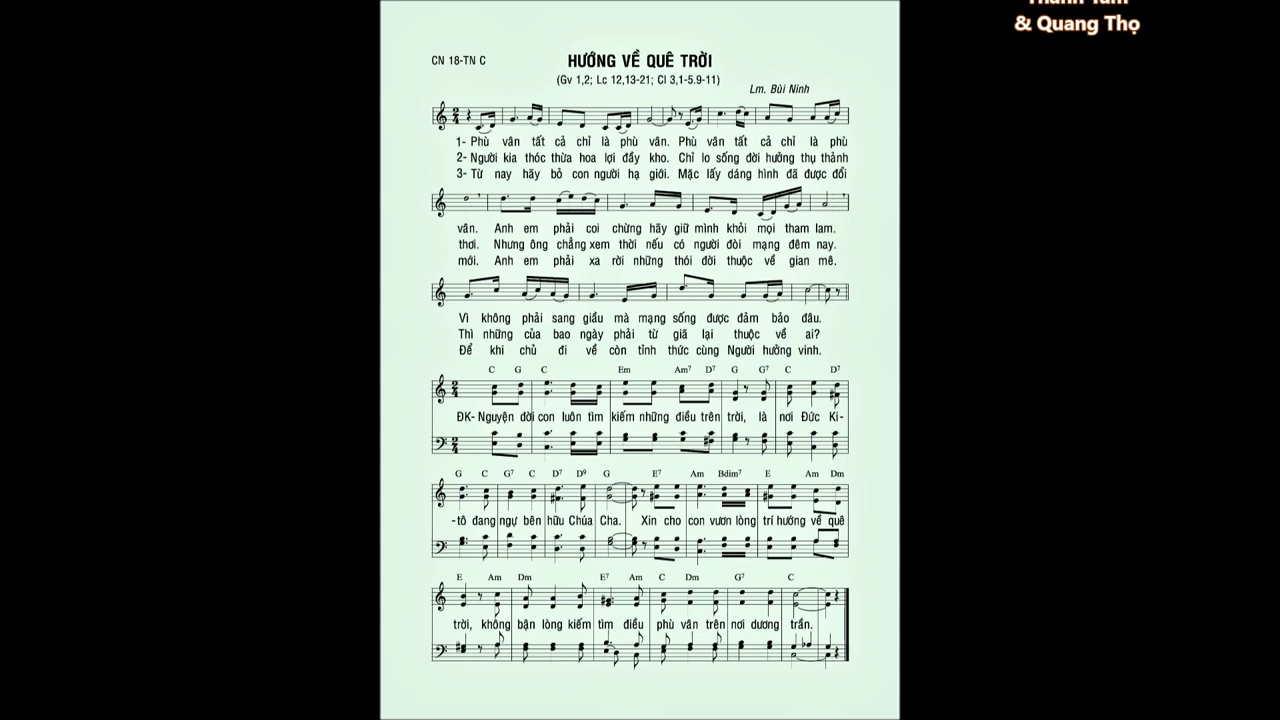 & Quang Thọ
CN 18-TN C
HƯỚNG VỀ QUÊ TRỜI
(Gv 1,2; Lc 12,13-21; Cl 3,1-5.9-11)
Lm. Bùi Ninh
1- Phù vân tất cả chỉ là phù vân. Phù vân tất cả chỉ là phù
2- Người kia thóc thừa hoa lợi đầy kho. Chỉ lo sống đời hưởng thụ thảnh
3- Từ nay hãy bỏ con người hạ giới. Mặc lấy dáng hình đã được đổi
vân. Anh em phải coi chừng hãy giữ mình khỏi mọi tham lam.
thơi. Nhưng ông chẳng xem thời nếu có người đòi mạng đêm nay.
mới. Anh em phải xa rời những thói đời thuộc về gian mê.
Vì không phải sang giầu mà mạng sống được đảm bảo đâu.
Thì những của bao ngày phải từ giã lại thuộc về ai?
Để khi chủ đi về còn tỉnh thức cùng Người hưởng vinh.
C G C Em Am7 D7 G G7 C D7
ĐK- Nguyện đời con luôn tìm kiếm những điều trên trời, là nơi Đức Ki-
G C G7 C D7 D9 G E7 Am Bdim7 E Am Dm
-tô đang ngự bên hữu Chúa Cha. Xin cho con vươn lòng trí hướng về quê
E Am Dm E7 Am C Dm G7 C
trời, không bận lòng kiếm tìm điều phù vân trên nơi dương trần.